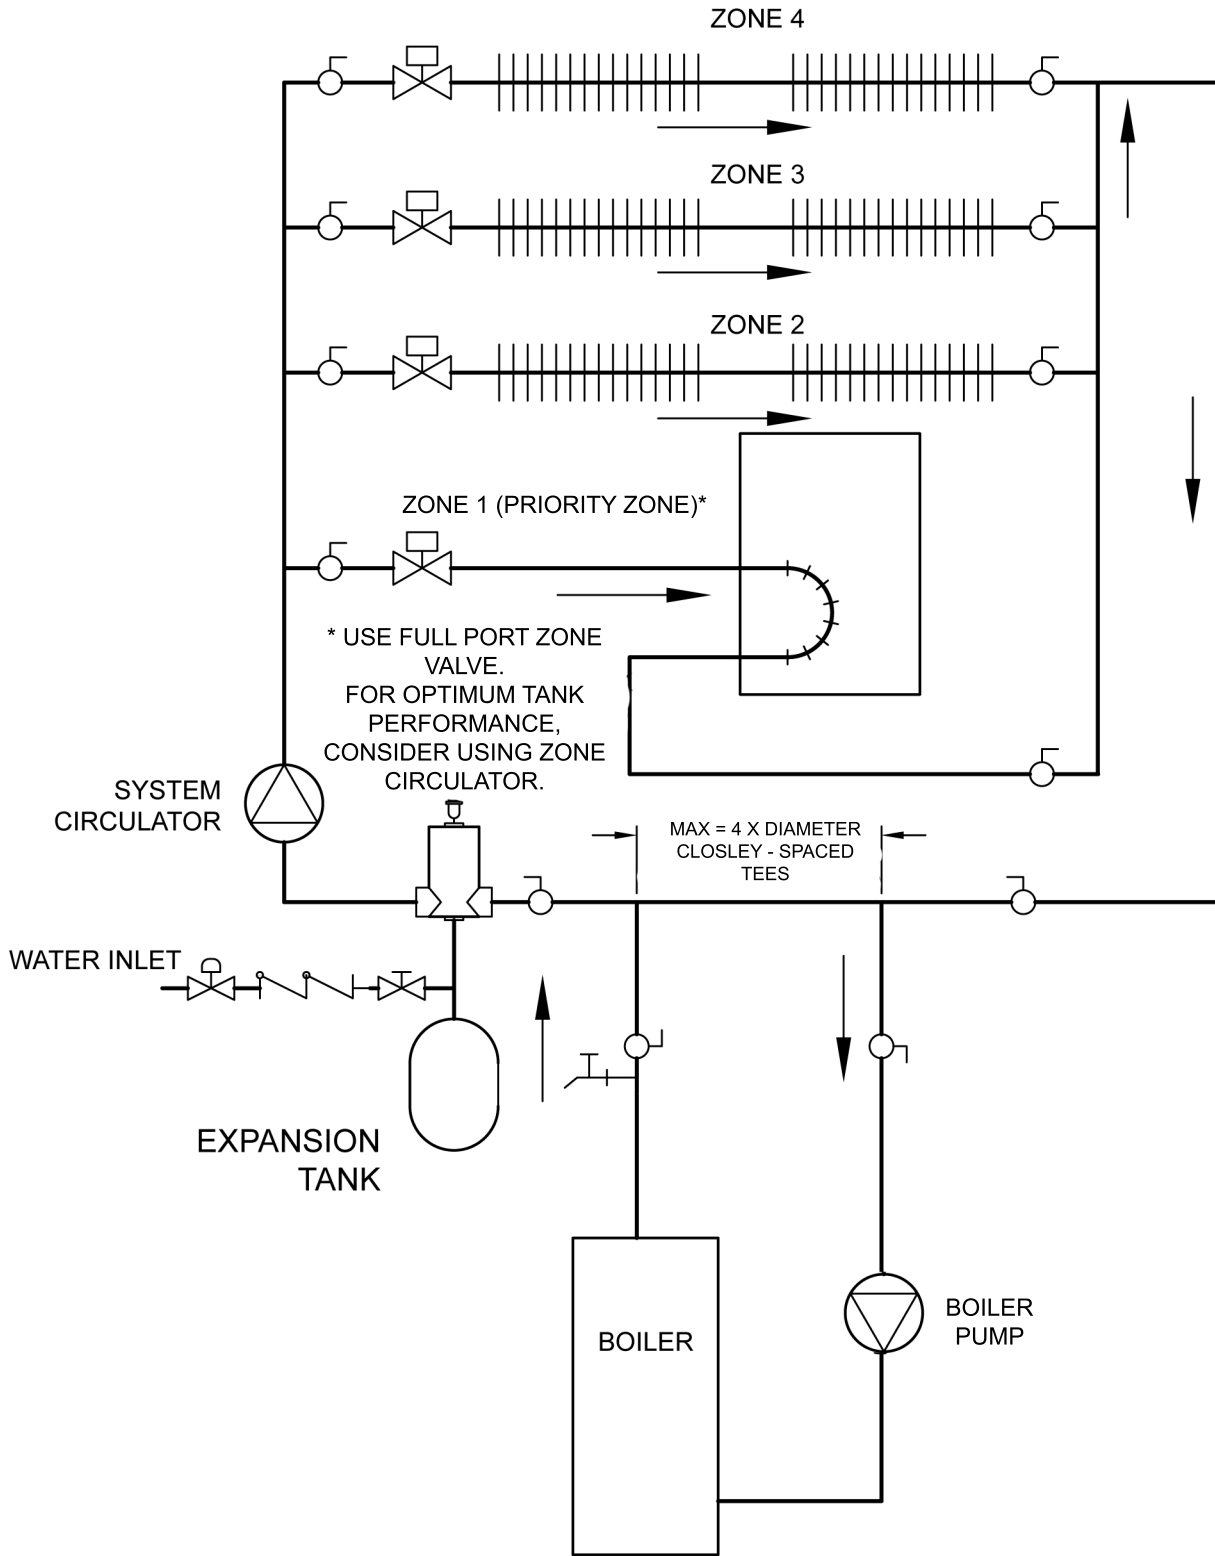 ZONE 4
ZONE 3
ZONE 2
ZONE 1 (PRIORITY ZONE)*
* USE FULL PORT ZONE
VALVE.
FOR OPTIMUM TANK
PERFORMANCE,
CONSIDER USING ZONE
CIRCULATOR.
SYSTEM
CIRCULATOR
MAX = 4 X DIAMETER
CLOSLEY - SPACED
TEES
WATER INLET
EXPANSION
TANK
BOILER
BOILER
PUMP